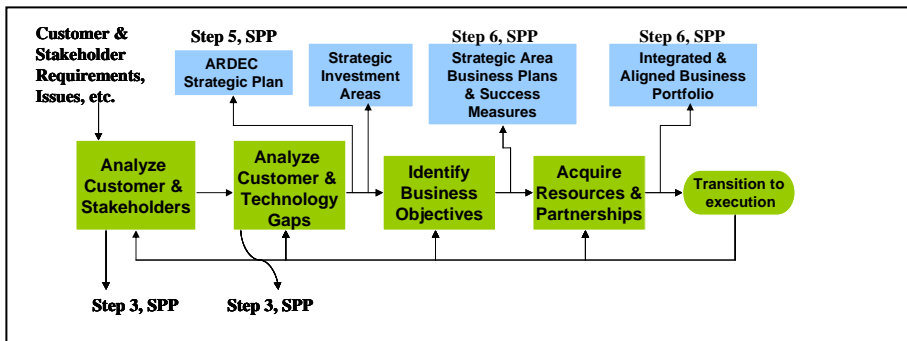 Customer &
Stakeholder
Requirements,
Issues, etc.
Step 5, SPP
ARDEC
Strategic Plan
Strategic
Investment
Areas
Step 6, SPP
Strategic Area
Business Plans
& Success
Measures
Step 6, SPP
Integrated &
Aligned Business
Portfolio
Analyze
Customer &
Stakeholders
Analyze
Customer &
Technology
Gaps
Identify
Business
Objectives
Acquire
Resources &
Partnerships
Transition to
execution
Step 3, SPP
Step 3, SPP